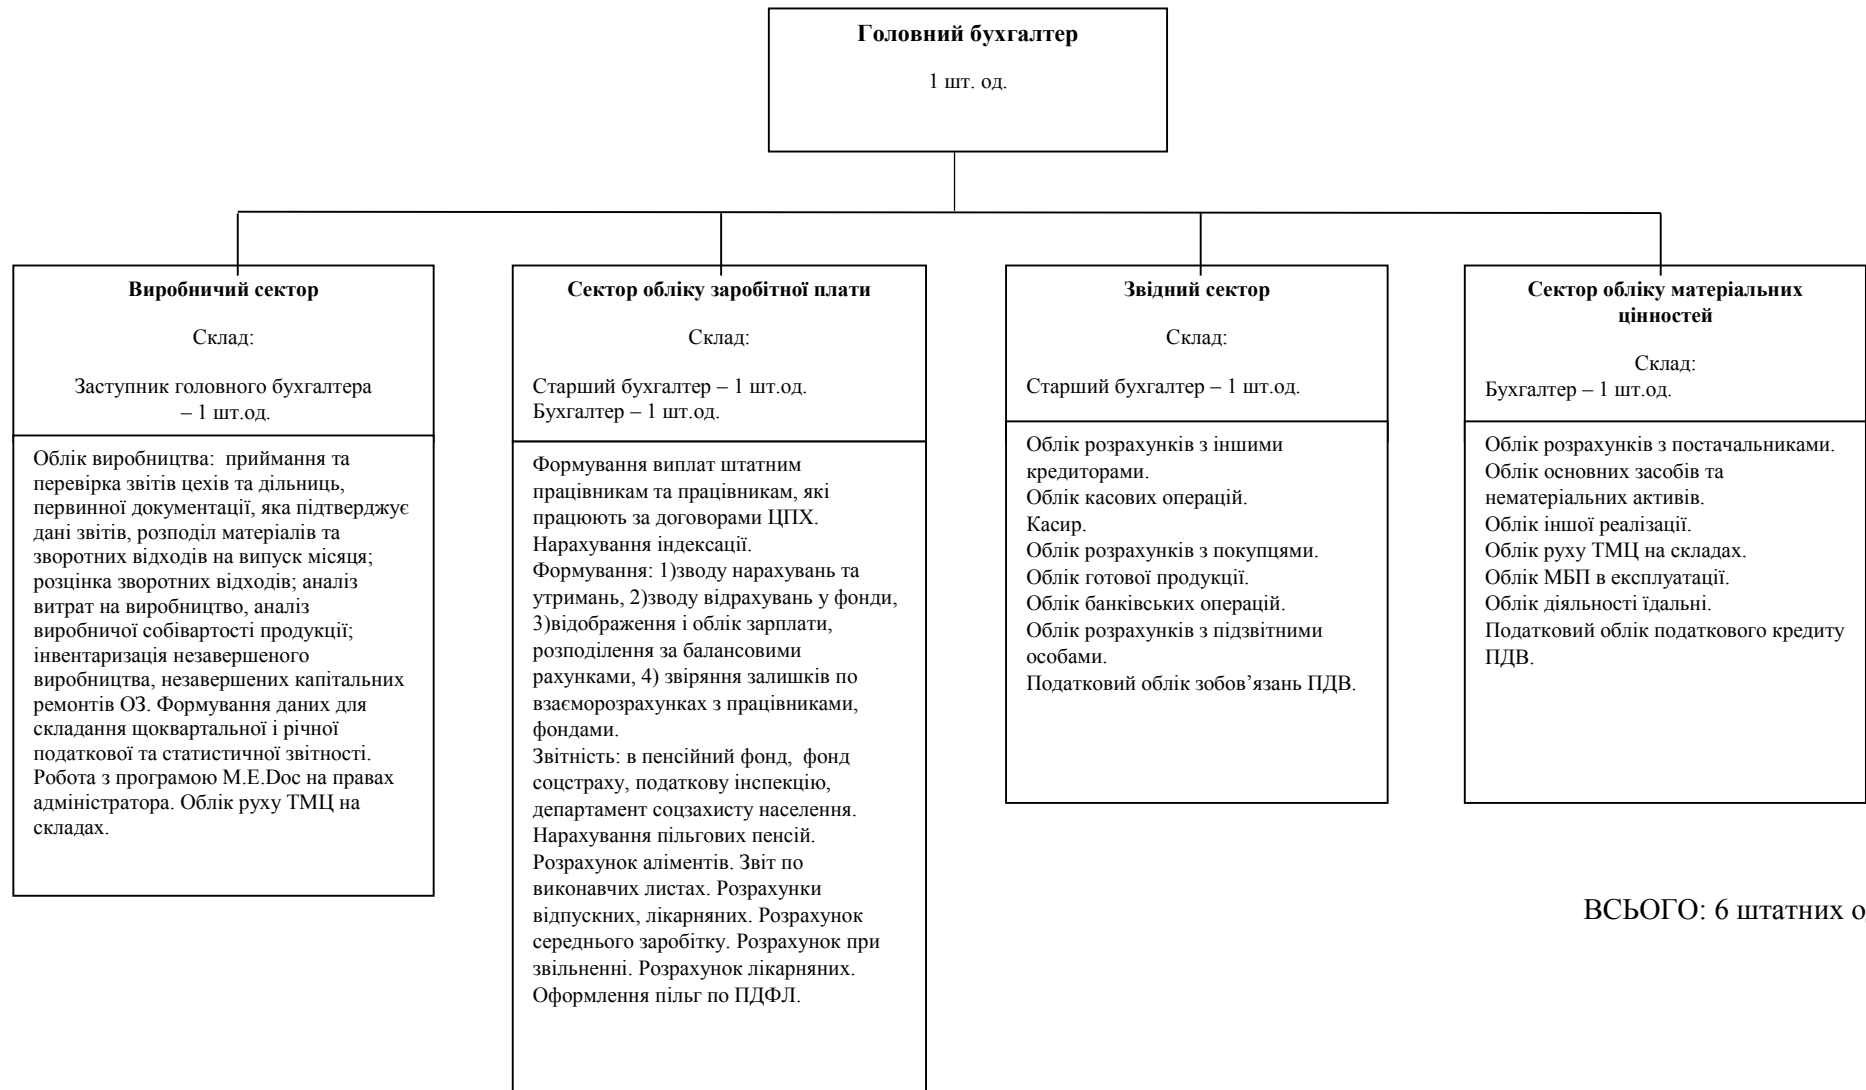 Головний бухгалтер
1 шт. од.
Виробничий сектор
Склад:
Заступник головного бухгалтера
– 1 шт.од.
Облік виробництва: приймання та
перевірка звітів цехів та дільниць,
первинної документації, яка підтверджує
дані звітів, розподіл матеріалів та
зворотних відходів на випуск місяця;
розцінка зворотних відходів; аналіз
витрат на виробництво, аналіз
виробничої собівартості продукції;
інвентаризація незавершеного
виробництва, незавершених капітальних
ремонтів ОЗ. Формування даних для
складання щоквартальної і річної
податкової та статистичної звітності.
Робота з програмою M.E.Doc на правах
адміністратора. Облік руху ТМЦ на
складах.
Сектор обліку заробітної плати
Склад:
Старший бухгалтер – 1 шт.од.
Бухгалтер – 1 шт.од.
Формування виплат штатним
працівникам та працівникам, які
працюють за договорами ЦПХ.
Нарахування індексації.
Формування: 1)зводу нарахувань та
утримань, 2)зводу відрахувань у фонди,
3)відображення і облік зарплати,
розподілення за балансовими
рахунками, 4) звіряння залишків по
взаєморозрахунках з працівниками,
фондами.
Звітність: в пенсійний фонд, фонд
соцстраху, податкову інспекцію,
департамент соцзахисту населення.
Нарахування пільгових пенсій.
Розрахунок аліментів. Звіт по
виконавчих листах. Розрахунки
відпускних, лікарняних. Розрахунок
середнього заробітку. Розрахунок при
звільненні. Розрахунок лікарняних.
Оформлення пільг по ПДФЛ.
Звідний сектор
Склад:
Старший бухгалтер – 1 шт.од.
Облік розрахунків з іншими
кредиторами.
Облік касових операцій.
Касир.
Облік розрахунків з покупцями.
Облік готової продукції.
Облік банківських операцій.
Облік розрахунків з підзвітними
особами.
Податковий облік зобов’язань ПДВ.
Сектор обліку матеріальних
цінностей
Склад:
Бухгалтер – 1 шт.од.
Облік розрахунків з постачальниками.
Облік основних засобів та
нематеріальних активів.
Облік іншої реалізації.
Облік руху ТМЦ на складах.
Облік МБП в експлуатації.
Облік діяльності їдальні.
Податковий облік податкового кредиту
ПДВ.
ВСЬОГО: 6 штатних